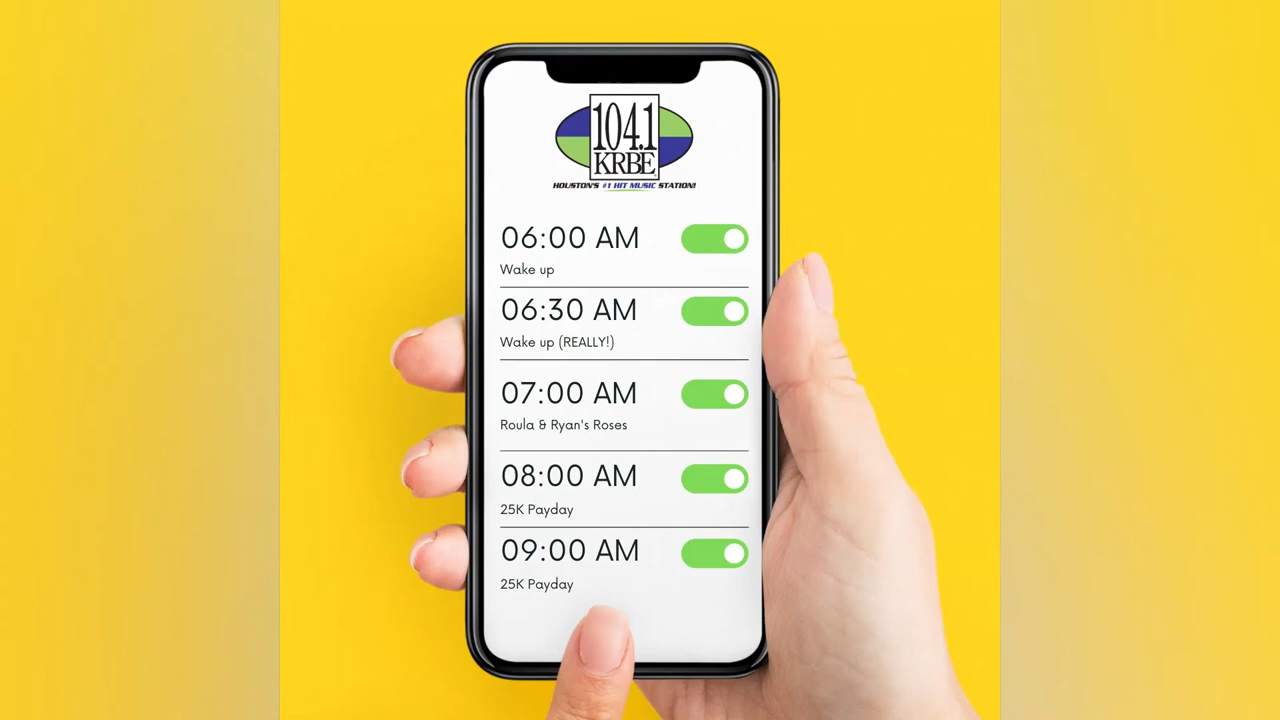 104.1
KRBE
HOUSTON'S #1 HIT MUSIC STATION!
06:00 AM
Wake up
06:30 AM
Wake up (REALLY!)
07:00 AM
Roula & Ryan's Roses
08:00 AM
25K Payday
09:00 AM
25K Payday